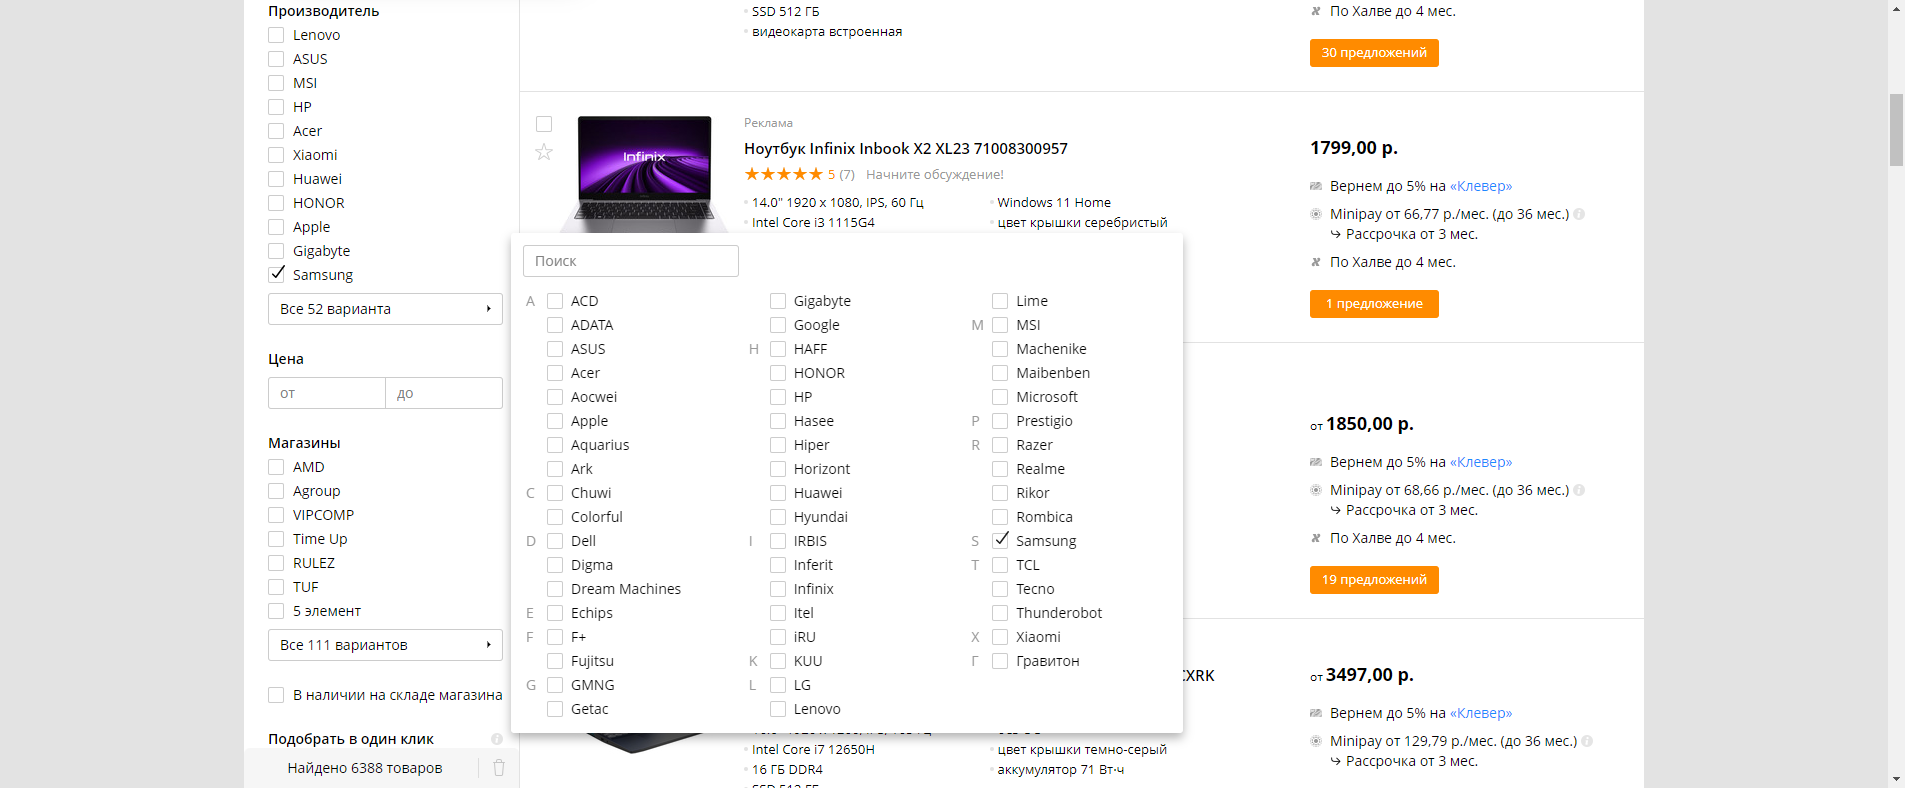 Производитель
Lenovo
ASUS
MSI
HP
Acer
Xiaomi
Huawei
HONOR
Apple
Gigabyte
Samsung
Все 52 варианта
Цена
от
до
Магазины
AMD
Agroup
VIPCOMP
Time Up
RULEZ
TUF
5 элемент
Все 111 вариантов
В наличии на складе магазина
Подобрать в один клик
Найдено 6388 товаров
SSD 512 ГБ
видеокарта встроенная
По Халве до 4 мес.
30 предложений
Infinix
Реклама
Ноутбук Infinix Inbook X2 XL23 71008300957
5 (7) Начните обсуждение!
14.0" 1920 x 1080, IPS, 60 Гц
Intel Core i3 1115G4
Windows 11 Home
цвет крышки серебристый
1799,00 р.
Вернем до 5% на «Клевер»
Minipay от 66,77 р./мес. (до 36 мес.)
↪ Рассрочка от 3 мес.
По Халве до 4 мес.
1 предложение
Поиск
A ACD
ADATA
ASUS
Acer
Aocwei
Apple
Aquarius
Ark
C Chuwi
Colorful
D Dell
Digma
Dream Machines
E Echips
F F+
Fujitsu
G GMNG
Getac
Gigabyte
Google
H HAFF
HONOR
HP
Hasee
Hiper
Horizont
Huawei
Hyundai
I IRBIS
Inferit
Infinix
Itel
iRU
K KUU
L LG
Lenovo
Lime
M MSI
Machenike
Maibenben
Microsoft
P Prestigio
R Razer
Realme
Rikor
Rombica
S Samsung
T TCL
Tecno
Thunderobot
X Xiaomi
Г Гравитон
от 1850,00 р.
Вернем до 5% на «Клевер»
Minipay от 68,66 р./мес. (до 36 мес.)
↪ Рассрочка от 3 мес.
По Халве до 4 мес.
19 предложений
CXRK
Intel Core i7 12650H
16 ГБ DDR4
SSD 512 ГБ
цвет крышки темно-серый
аккумулятор 71 Вт·ч
от 3497,00 р.
Вернем до 5% на «Клевер»
Minipay от 129,79 р./мес. (до 36 мес.)
↪ Рассрочка от 3 мес.